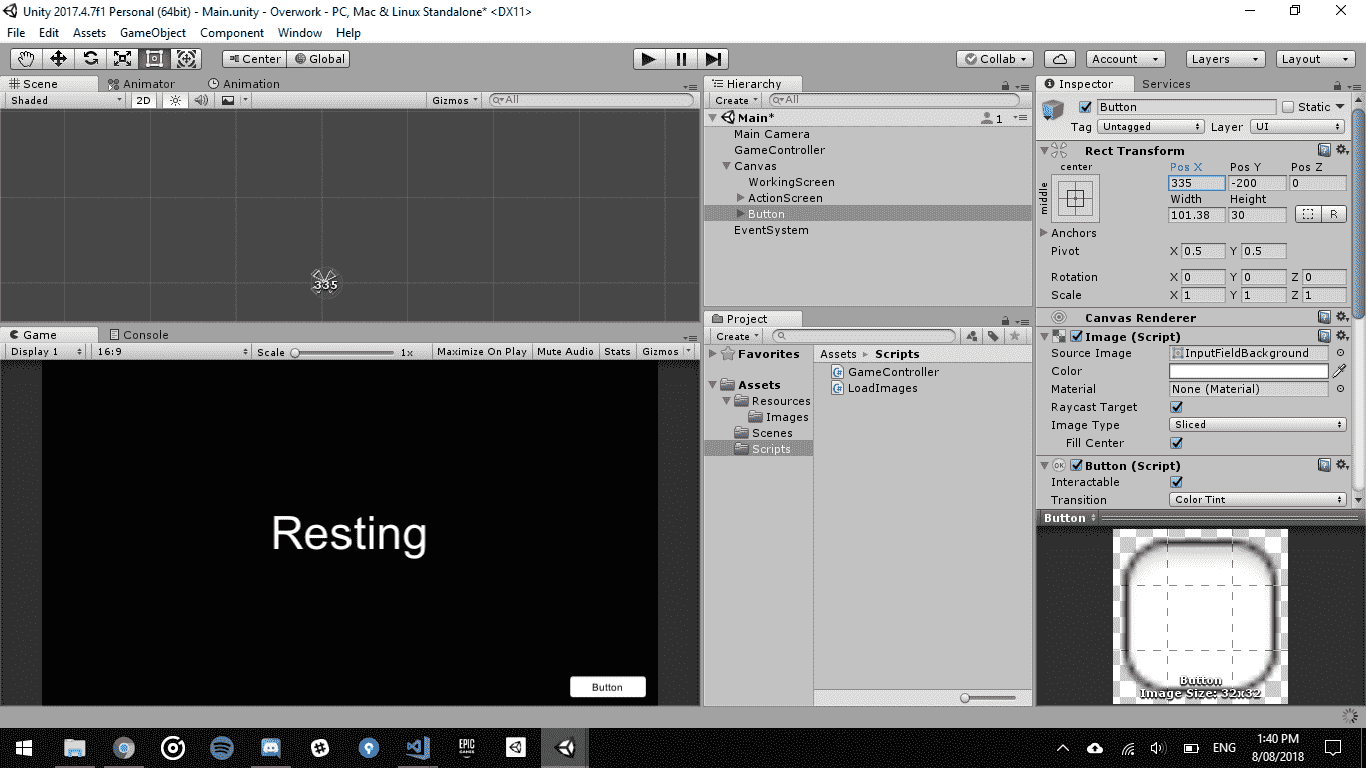 Unity 2017.4.7f1 Personal (64bit) - Main.unity - Overwork - PC, Mac & Linux Standalone* <DX11>
File Edit Assets GameObject Component Window Help
Center Global Collab Account Layers Layout
Scene Animator Animation
Shaded 2D Gizmos All
335
Game Console
Display 1 16:9 Scale 1x Maximize On Play Mute Audio Stats Gizmos
Resting
Button
Hierarchy
Create All
Main* 1
Main Camera
GameController
Canvas
WorkingScreen
ActionScreen
Button
EventSystem
Project
Create
Favorites
Assets
Resources
Images
Scenes
Scripts
Assets Scripts
GameController
LoadImages
Inspector Services
Button Static
Tag Untagged Layer UI
Rect Transform
center Pos X Pos Y Pos Z
middle 335 -200 0
Width Height
101.38 30 R
Anchors
Pivot X 0.5 Y 0.5
Rotation X 0 Y 0 Z 0
Scale X 1 Y 1 Z 1
Canvas Renderer
Image (Script)
Source Image InputFieldBackground
Color
Material None (Material)
Raycast Target
Image Type Sliced
Fill Center
OK Button (Script)
Interactable
Transition Color Tint
Button
Button
Image Size: 32x32
EPIC GAMES
ENG
1:40 PM
8/08/2018